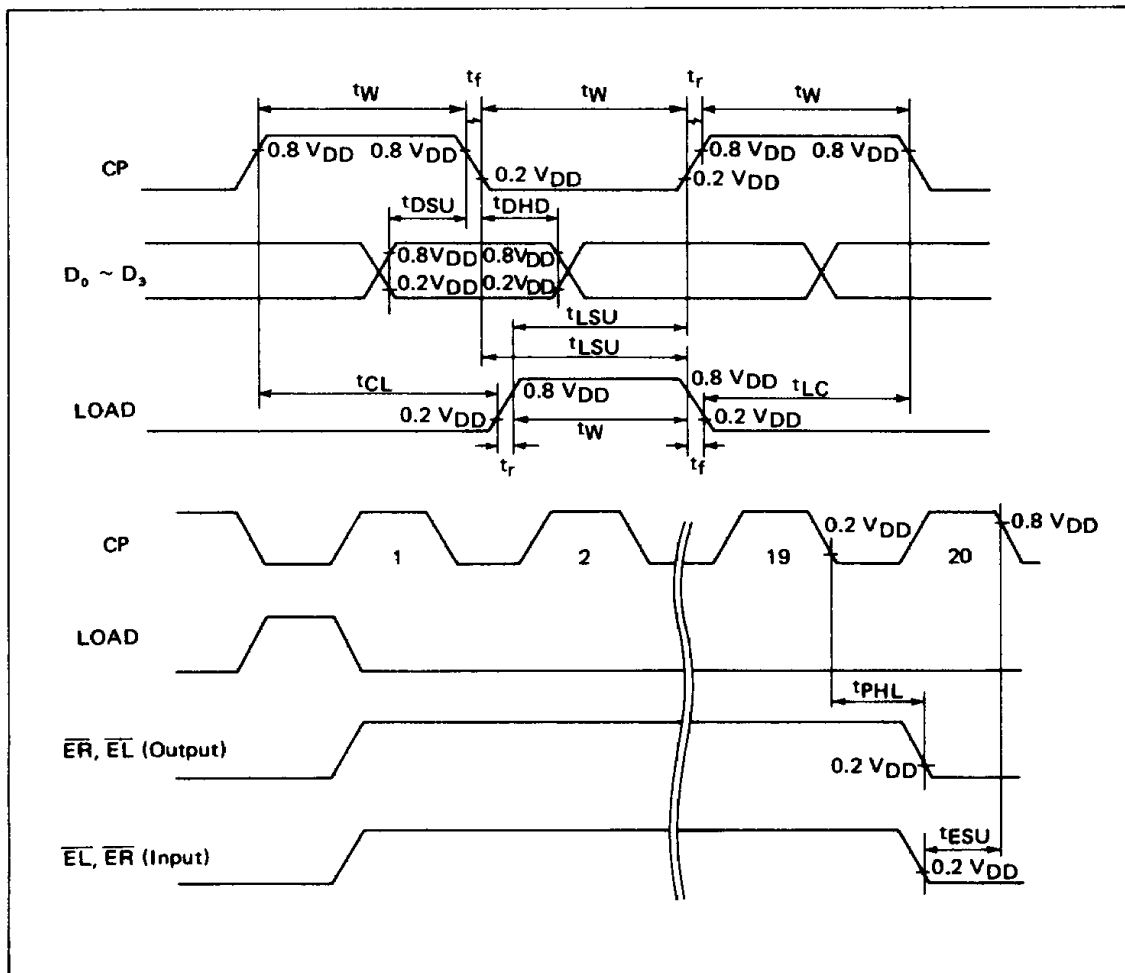 tf tr
tW tW tW
CP 0.8 VDD 0.8 VDD 0.8 VDD 0.8 VDD
0.2 VDD 0.2 VDD
tDSU tDHD
D0 ~ D3 0.8VDD 0.8VDD
0.2VDD 0.2VDD
tLSU
tLSU
tCL 0.8 VDD tLC
LOAD 0.2 VDD 0.8 VDD 0.2 VDD
tW
tr tf
CP 1 2 19 0.2 VDD 20 0.8 VDD
LOAD
tPHL
E̅R̅, E̅L̅ (Output)
0.2 VDD
tESU
E̅L̅, E̅R̅ (Input)
0.2 VDD